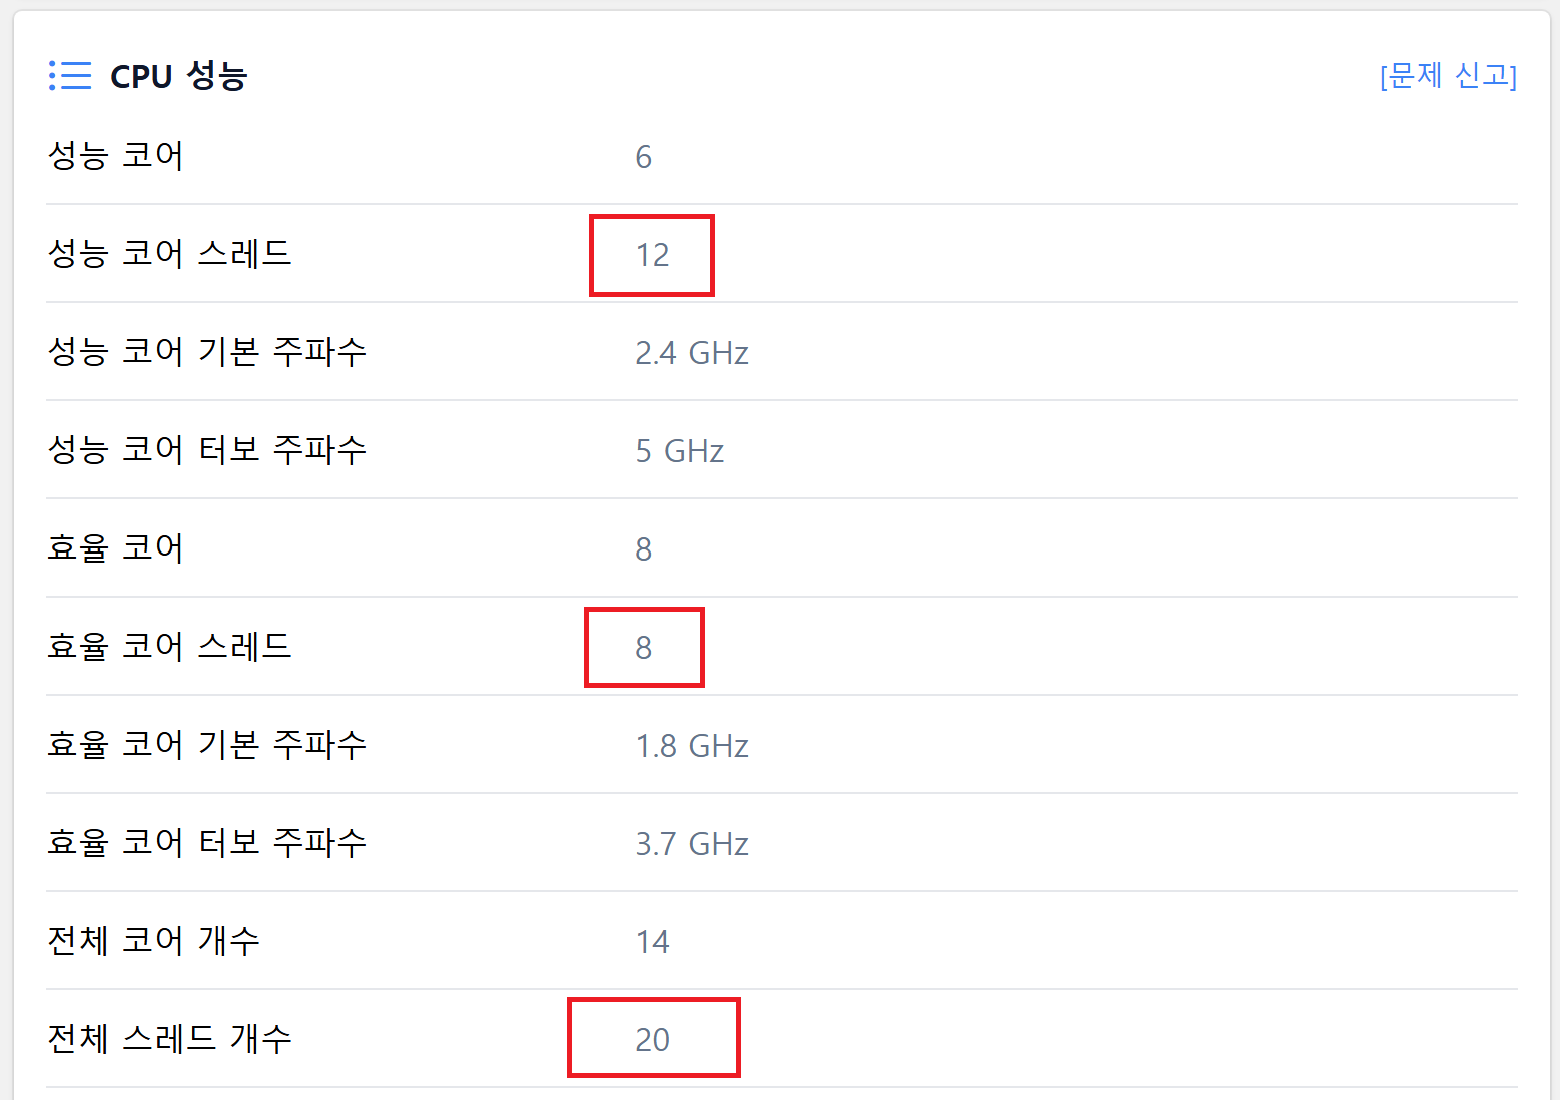 CPU 성능 [문제 신고]
성능 코어 6
성능 코어 스레드 12
성능 코어 기본 주파수 2.4 GHz
성능 코어 터보 주파수 5 GHz
효율 코어 8
효율 코어 스레드 8
효율 코어 기본 주파수 1.8 GHz
효율 코어 터보 주파수 3.7 GHz
전체 코어 개수 14
전체 스레드 개수 20